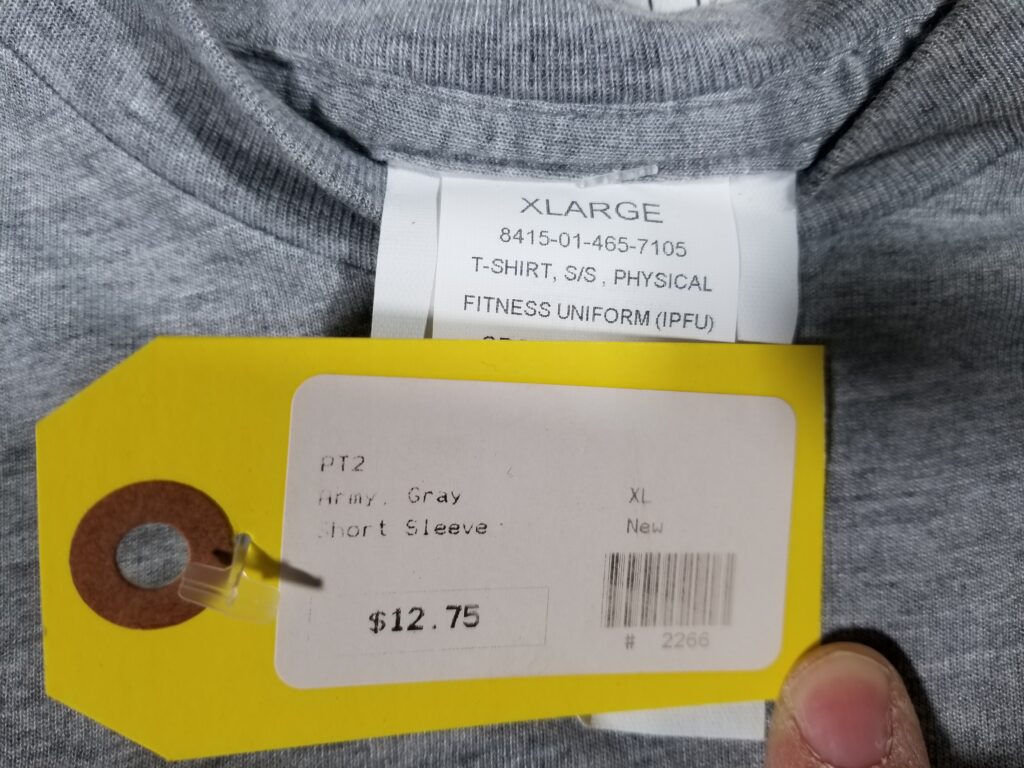 XLARGE
8415-01-465-7105
T-SHIRT, S/S , PHYSICAL
FITNESS UNIFORM (IPFU)
PT2
Army, Gray XL
Short Sleeve New
$12.75
# 2266